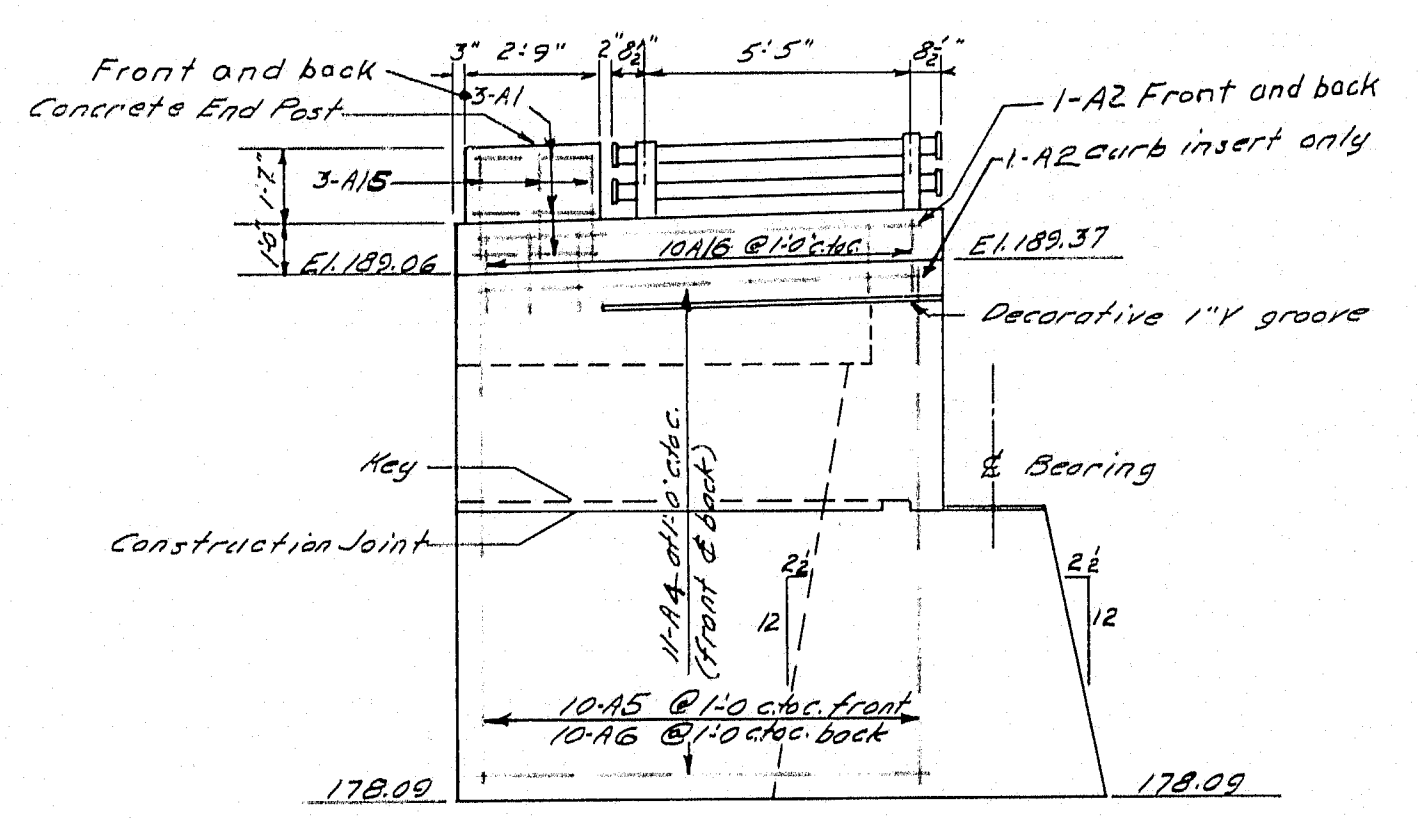 3" 2'-9" 2" 8½" 5'-5" 8½"
Front and back
Concrete End Post
3-A1
1-A2 Front and back
1-A2 curb insert only
1'-7"
3-A15
1'-0"
El. 189.06
10A16 @ 1'-0" c.toc.
El. 189.37
Decorative 1" V groove
Key
℄ Bearing
Construction Joint
11-A4 at 1'-0" c.toc.
(front & back)
2½
12
2½
12
10-A5 @ 1'-0 c.toc. front
10-A6 @ 1'-0 c.toc. back
178.09
178.09